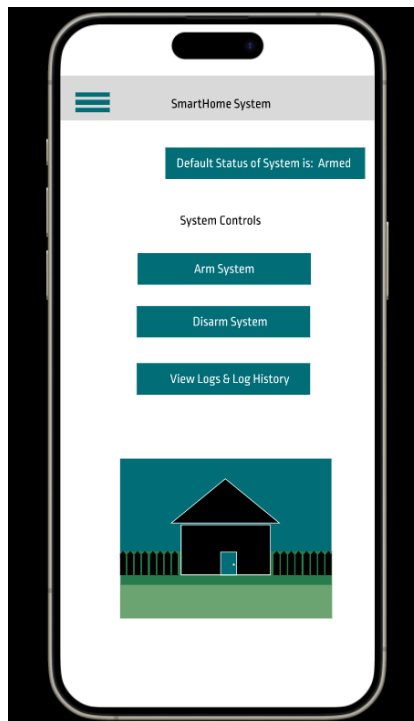 SmartHome System
Default Status of System is: Armed
System Controls
Arm System
Disarm System
View Logs & Log History